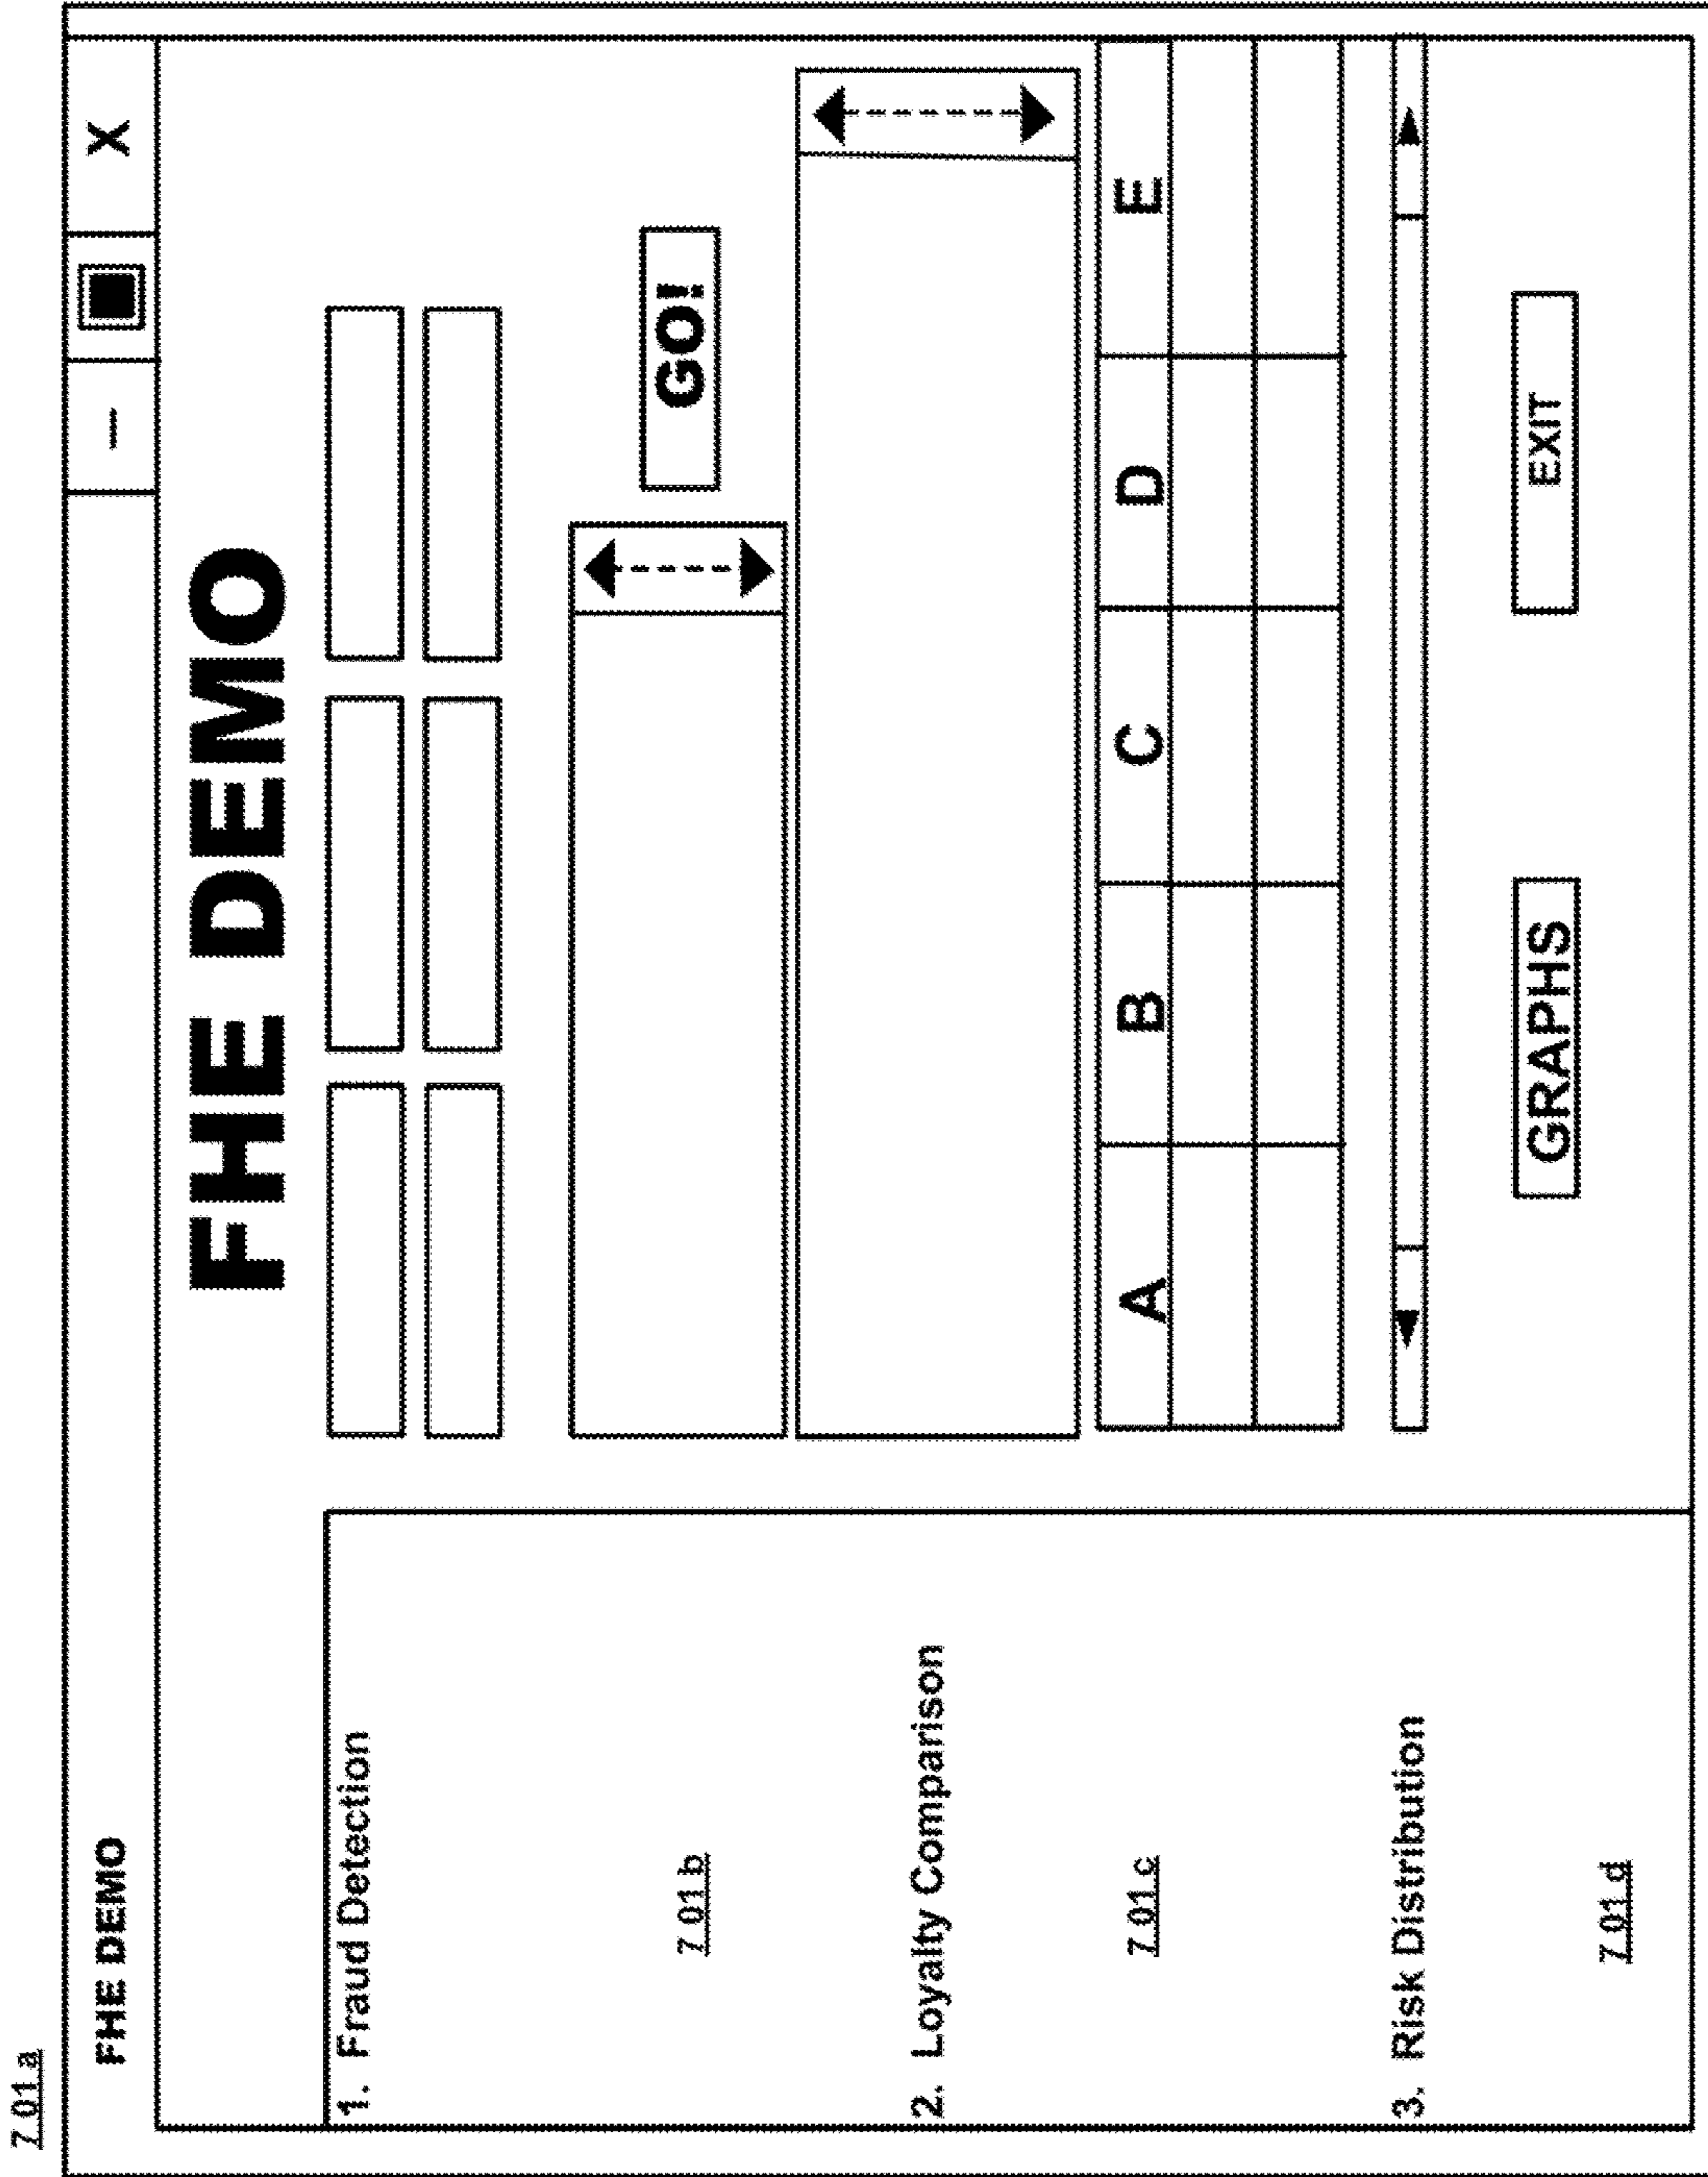 7 01 a
FHE DEMO
—
X
FHE DEMO
1. Fraud Detection
7 01 b
GO!
2. Loyalty Comparison
7 01 c
A B C D E
3. Risk Distribution
7 01 d
GRAPHS EXIT